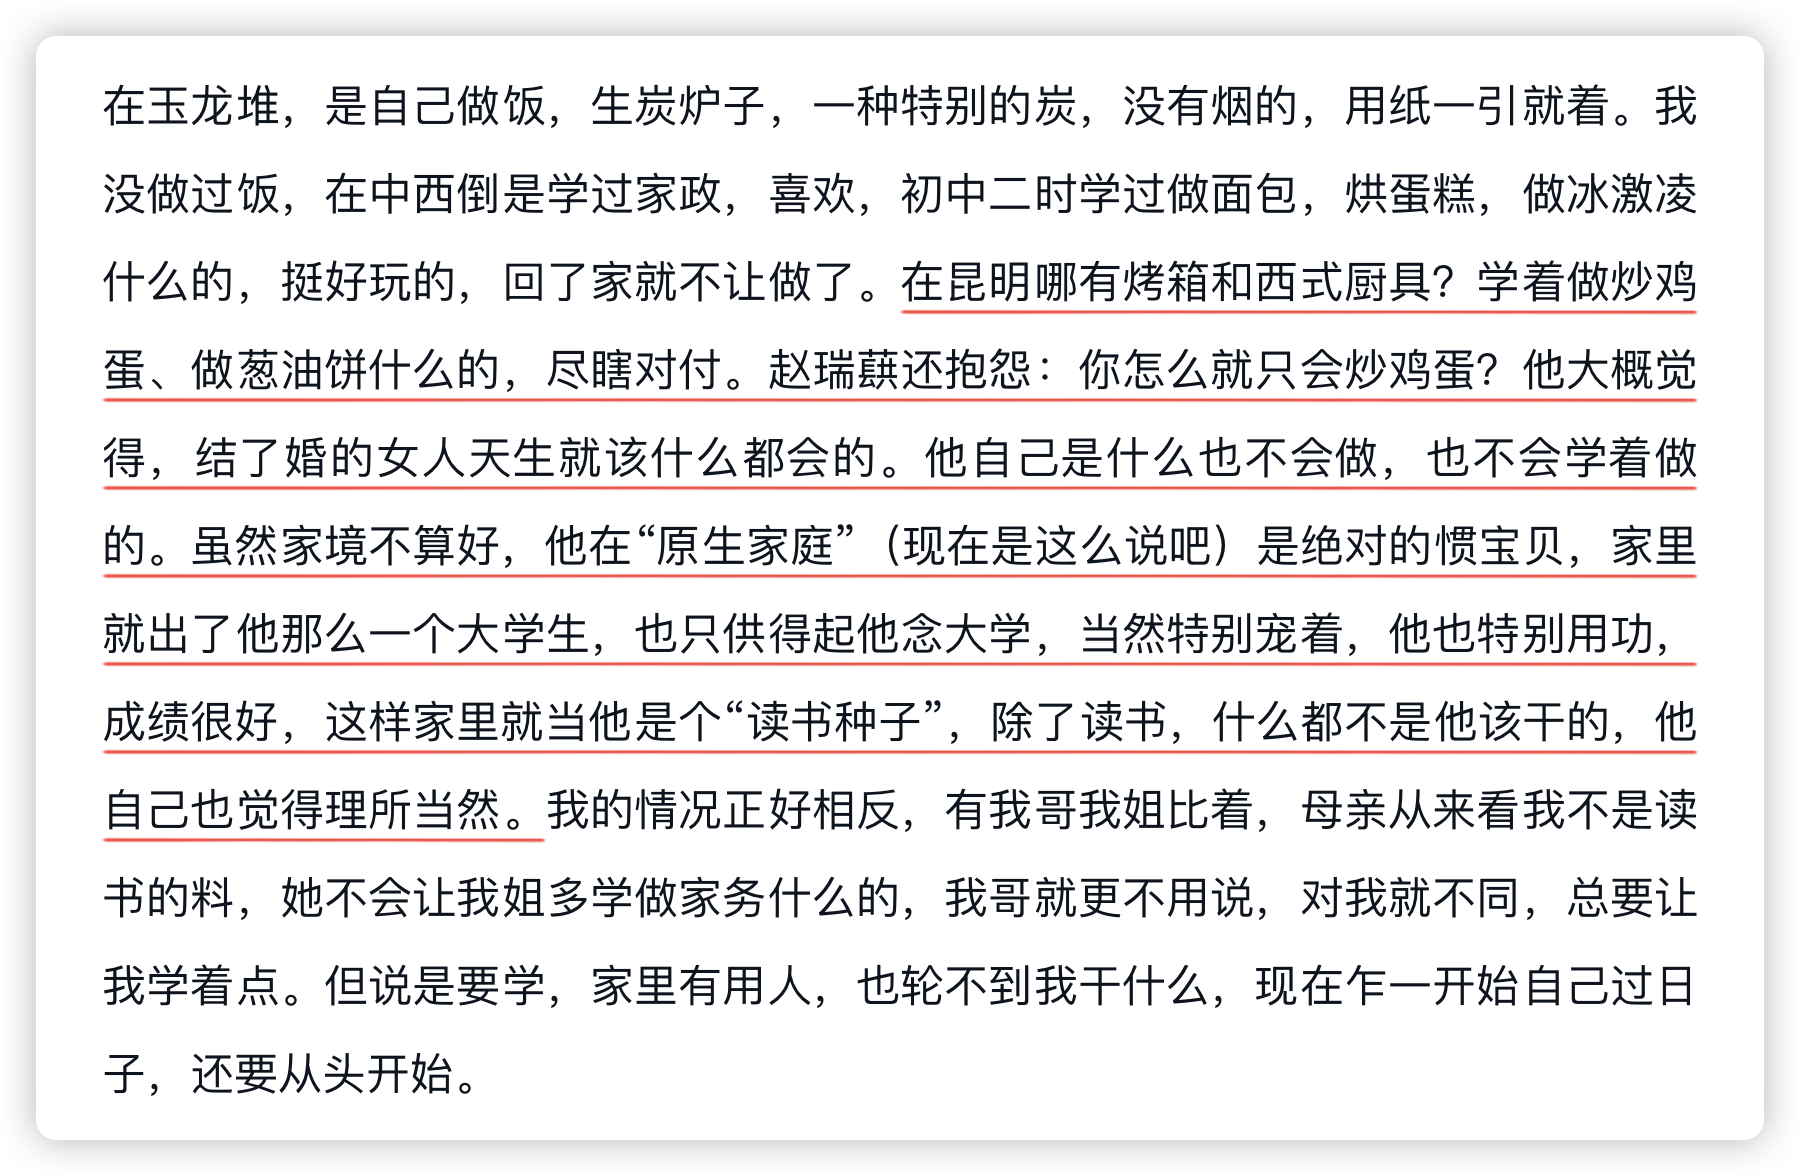 在玉龙堆，是自己做饭，生炭炉子，一种特别的炭，没有烟的，用纸一引就着。我
没做过饭，在中西倒是学过家政，喜欢，初中二时学过做面包，烘蛋糕，做冰激凌
什么的，挺好玩的，回了家就不让做了。在昆明哪有烤箱和西式厨具？学着做炒鸡
蛋、做葱油饼什么的，尽瞎对付。赵瑞蕻还抱怨：你怎么就只会炒鸡蛋？他大概觉
得，结了婚的女人天生就该什么都会的。他自己是什么也不会做，也不会学着做
的。虽然家境不算好，他在“原生家庭”（现在是这么说吧）是绝对的惯宝贝，家里
就出了他那么一个大学生，也只供得起他念大学，当然特别宠着，他也特别用功，
成绩很好，这样家里就当他是个“读书种子”，除了读书，什么都不是他该干的，他
自己也觉得理所当然。我的情况正好相反，有我哥我姐比着，母亲从来看我不是读
书的料，她不会让我姐多学做家务什么的，我哥就更不用说，对我就不同，总要让
我学着点。但说是要学，家里有用人，也轮不到我干什么，现在乍一开始自己过日
子，还要从头开始。